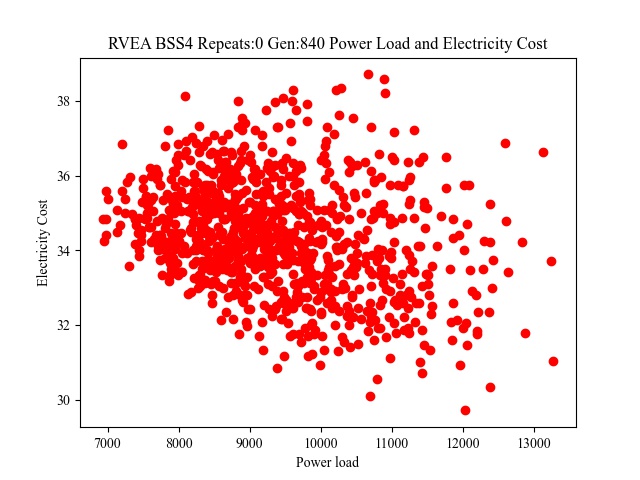 RVEA BSS4 Repeats:0 Gen:840 Power Load and Electricity Cost
38
36
34
32
30
Electricity Cost
7000 8000 9000 10000 11000 12000 13000
Power load